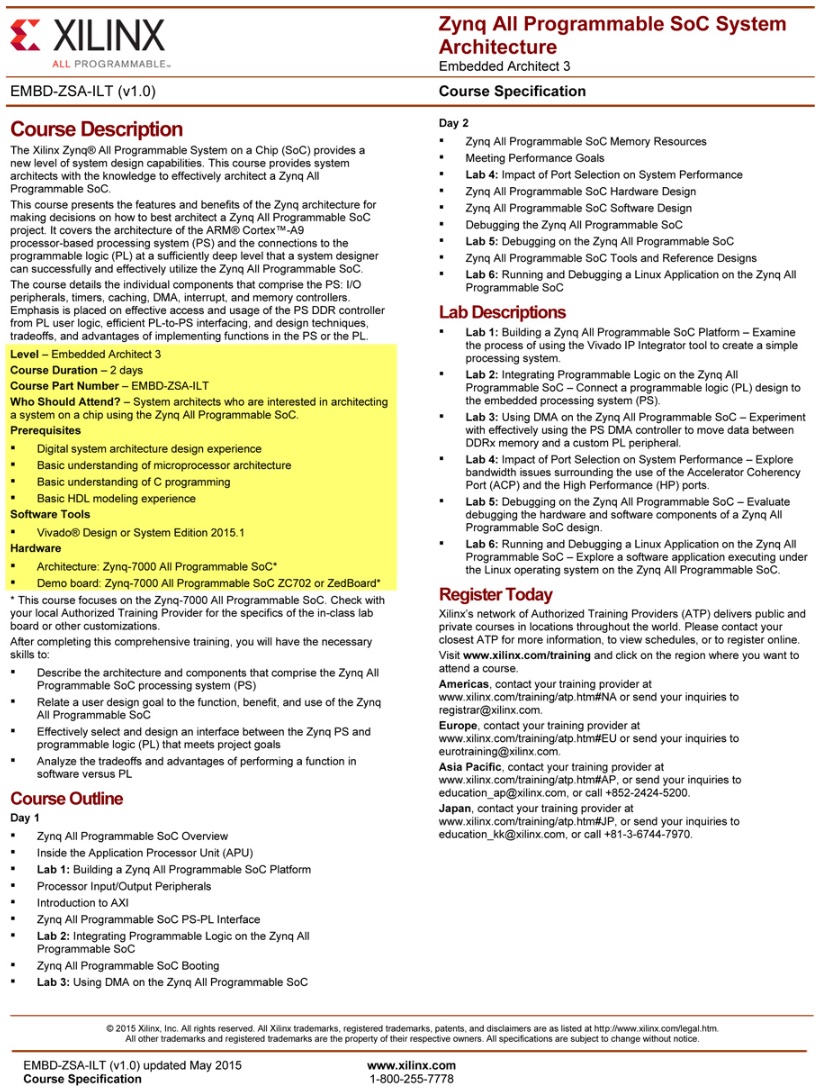 XILINX
ALL PROGRAMMABLE™
Zynq All Programmable SoC System
Architecture
Embedded Architect 3
EMBD-ZSA-ILT (v1.0)
Course Specification
Course Description
The Xilinx Zynq® All Programmable System on a Chip (SoC) provides a
new level of system design capabilities. This course provides system
architects with the knowledge to effectively architect a Zynq All
Programmable SoC.
This course presents the features and benefits of the Zynq architecture for
making decisions on how to best architect a Zynq All Programmable SoC
project. It covers the architecture of the ARM® Cortex™-A9
processor-based processing system (PS) and the connections to the
programmable logic (PL) at a sufficiently deep level that a system designer
can successfully and effectively utilize the Zynq All Programmable SoC.
The course details the individual components that comprise the PS: I/O
peripherals, timers, caching, DMA, interrupt, and memory controllers.
Emphasis is placed on effective access and usage of the PS DDR controller
from PL user logic, efficient PL-to-PS interfacing, and design techniques,
tradeoffs, and advantages of implementing functions in the PS or the PL.
Level – Embedded Architect 3
Course Duration – 2 days
Course Part Number – EMBD-ZSA-ILT
Who Should Attend? – System architects who are interested in architecting
a system on a chip using the Zynq All Programmable SoC.
Prerequisites
▪ Digital system architecture design experience
▪ Basic understanding of microprocessor architecture
▪ Basic understanding of C programming
▪ Basic HDL modeling experience
Software Tools
▪ Vivado® Design or System Edition 2015.1
Hardware
▪ Architecture: Zynq-7000 All Programmable SoC*
▪ Demo board: Zynq-7000 All Programmable SoC ZC702 or ZedBoard*
* This course focuses on the Zynq-7000 All Programmable SoC. Check with
your local Authorized Training Provider for the specifics of the in-class lab
board or other customizations.
After completing this comprehensive training, you will have the necessary
skills to:
▪ Describe the architecture and components that comprise the Zynq All
Programmable SoC processing system (PS)
▪ Relate a user design goal to the function, benefit, and use of the Zynq
All Programmable SoC
▪ Effectively select and design an interface between the Zynq PS and
programmable logic (PL) that meets project goals
▪ Analyze the tradeoffs and advantages of performing a function in
software versus PL
Course Outline
Day 1
▪ Zynq All Programmable SoC Overview
▪ Inside the Application Processor Unit (APU)
▪ Lab 1: Building a Zynq All Programmable SoC Platform
▪ Processor Input/Output Peripherals
▪ Introduction to AXI
▪ Zynq All Programmable SoC PS-PL Interface
▪ Lab 2: Integrating Programmable Logic on the Zynq All
Programmable SoC
▪ Zynq All Programmable SoC Booting
▪ Lab 3: Using DMA on the Zynq All Programmable SoC
Day 2
▪ Zynq All Programmable SoC Memory Resources
▪ Meeting Performance Goals
▪ Lab 4: Impact of Port Selection on System Performance
▪ Zynq All Programmable SoC Hardware Design
▪ Zynq All Programmable SoC Software Design
▪ Debugging the Zynq All Programmable SoC
▪ Lab 5: Debugging on the Zynq All Programmable SoC
▪ Zynq All Programmable SoC Tools and Reference Designs
▪ Lab 6: Running and Debugging a Linux Application on the Zynq All
Programmable SoC
Lab Descriptions
▪ Lab 1: Building a Zynq All Programmable SoC Platform – Examine
the process of using the Vivado IP Integrator tool to create a simple
processing system.
▪ Lab 2: Integrating Programmable Logic on the Zynq All
Programmable SoC – Connect a programmable logic (PL) design to
the embedded processing system (PS).
▪ Lab 3: Using DMA on the Zynq All Programmable SoC – Experiment
with effectively using the PS DMA controller to move data between
DDRx memory and a custom PL peripheral.
▪ Lab 4: Impact of Port Selection on System Performance – Explore
bandwidth issues surrounding the use of the Accelerator Coherency
Port (ACP) and the High Performance (HP) ports.
▪ Lab 5: Debugging on the Zynq All Programmable SoC – Evaluate
debugging the hardware and software components of a Zynq All
Programmable SoC design.
▪ Lab 6: Running and Debugging a Linux Application on the Zynq All
Programmable SoC – Explore a software application executing under
the Linux operating system on the Zynq All Programmable SoC.
Register Today
Xilinx's network of Authorized Training Providers (ATP) delivers public and
private courses in locations throughout the world. Please contact your
closest ATP for more information, to view schedules, or to register online.
Visit www.xilinx.com/training and click on the region where you want to
attend a course.
Americas, contact your training provider at
www.xilinx.com/training/atp.htm#NA or send your inquiries to
registrar@xilinx.com.
Europe, contact your training provider at
www.xilinx.com/training/atp.htm#EU or send your inquiries to
eurotraining@xilinx.com.
Asia Pacific, contact your training provider at
www.xilinx.com/training/atp.htm#AP, or send your inquiries to
education_ap@xilinx.com, or call +852-2424-5200.
Japan, contact your training provider at
www.xilinx.com/training/atp.htm#JP, or send your inquiries to
education_kk@xilinx.com, or call +81-3-6744-7970.
© 2015 Xilinx, Inc. All rights reserved. All Xilinx trademarks, registered trademarks, patents, and disclaimers are as listed at http://www.xilinx.com/legal.htm.
All other trademarks and registered trademarks are the property of their respective owners. All specifications are subject to change without notice.
EMBD-ZSA-ILT (v1.0) updated May 2015
Course Specification
www.xilinx.com
1-800-255-7778